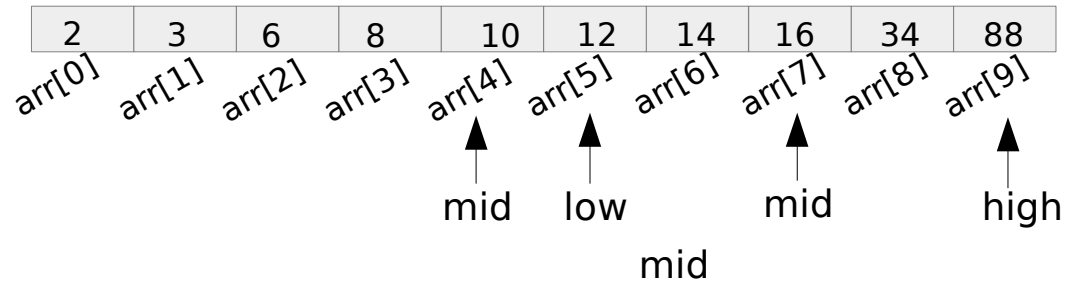 2 3 6 8 10 12 14 16 34 88
arr[0] arr[1] arr[2] arr[3] arr[4] arr[5] arr[6] arr[7] arr[8] arr[9]
mid low mid high
mid